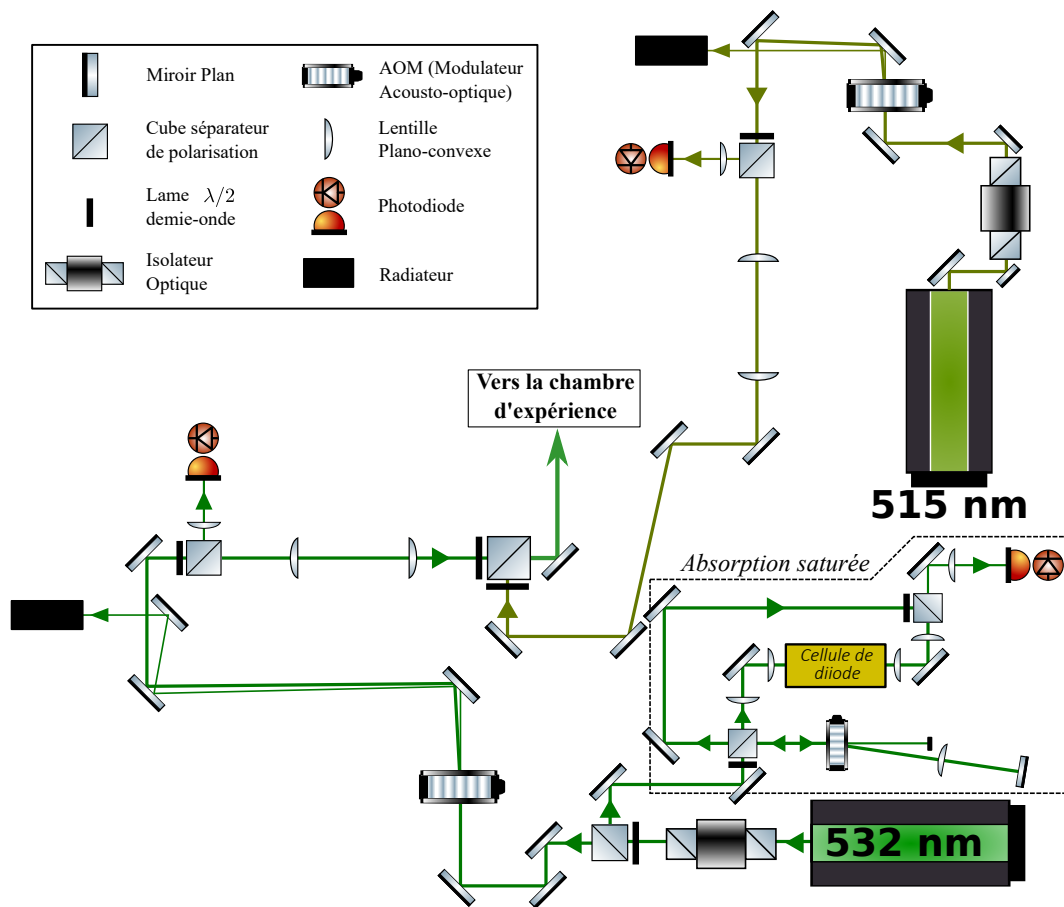 Miroir Plan
AOM (Modulateur
Acousto-optique)
Cube séparateur
de polarisation
Lentille
Plano-convexe
Lame λ/2
demie-onde
Photodiode
Isolateur
Optique
Radiateur
515 nm
Vers la chambre
d'expérience
Absorption saturée
Cellule de
diiode
532 nm